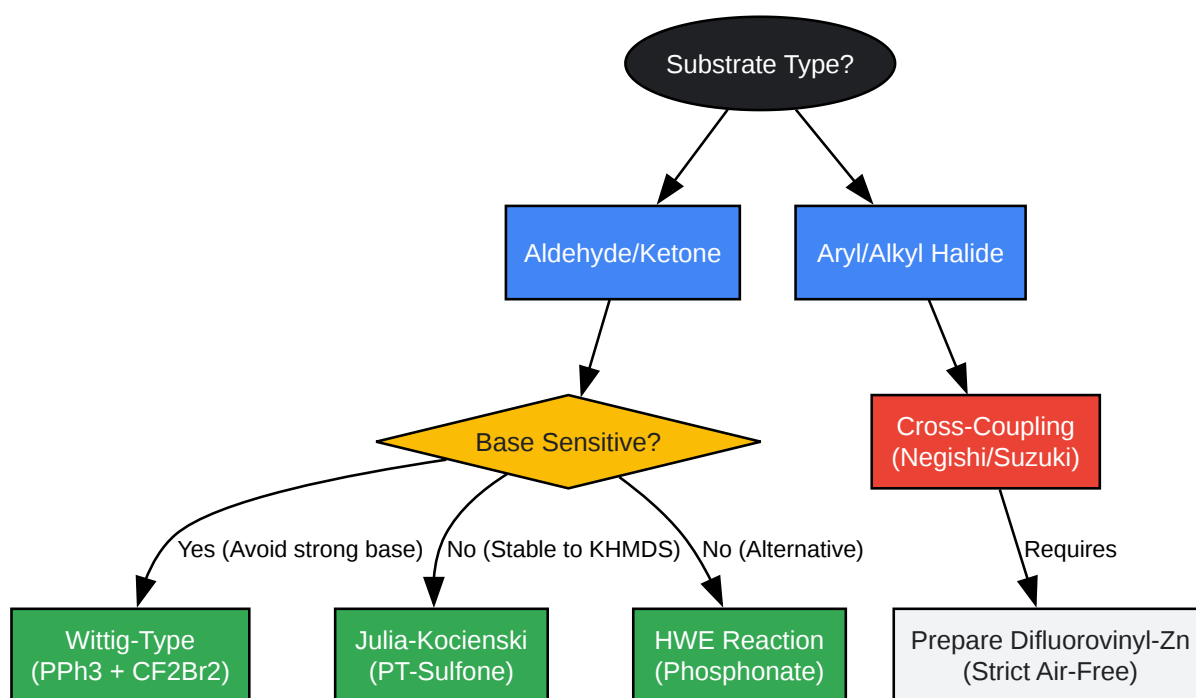 Substrate Type?
Aldehyde/Ketone
Aryl/Alkyl Halide
Base Sensitive?
Cross-Coupling
(Negishi/Suzuki)
Yes (Avoid strong base)
No (Stable to KHMDS)
No (Alternative)
Requires
Wittig-Type
(PPh3 + CF2Br2)
Julia-Kocienski
(PT-Sulfone)
HWE Reaction
(Phosphonate)
Prepare Difluorovinyl-Zn
(Strict Air-Free)